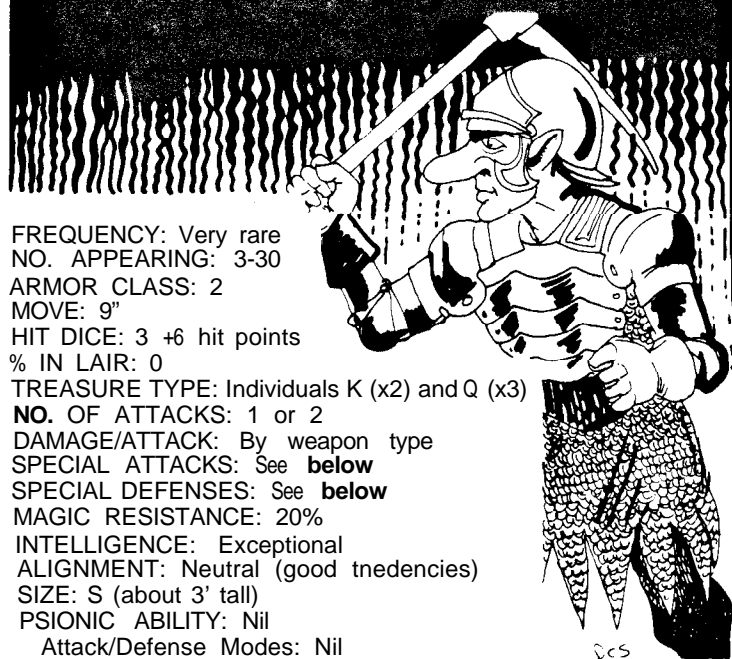 FREQUENCY: Very rare
NO. APPEARING: 3-30
ARMOR CLASS: 2
MOVE: 9”
HIT DICE: 3 +6 hit points
% IN LAIR: 0
TREASURE TYPE: Individuals K (x2) and Q (x3)
NO. OF ATTACKS: 1 or 2
DAMAGE/ATTACK: By weapon type
SPECIAL ATTACKS: See below
SPECIAL DEFENSES: See below
MAGIC RESISTANCE: 20%
INTELLIGENCE: Exceptional
ALIGNMENT: Neutral (good tnedencies)
SIZE: S (about 3’ tall)
PSIONIC ABILITY: Nil
Attack/Defense Modes: Nil
DCS